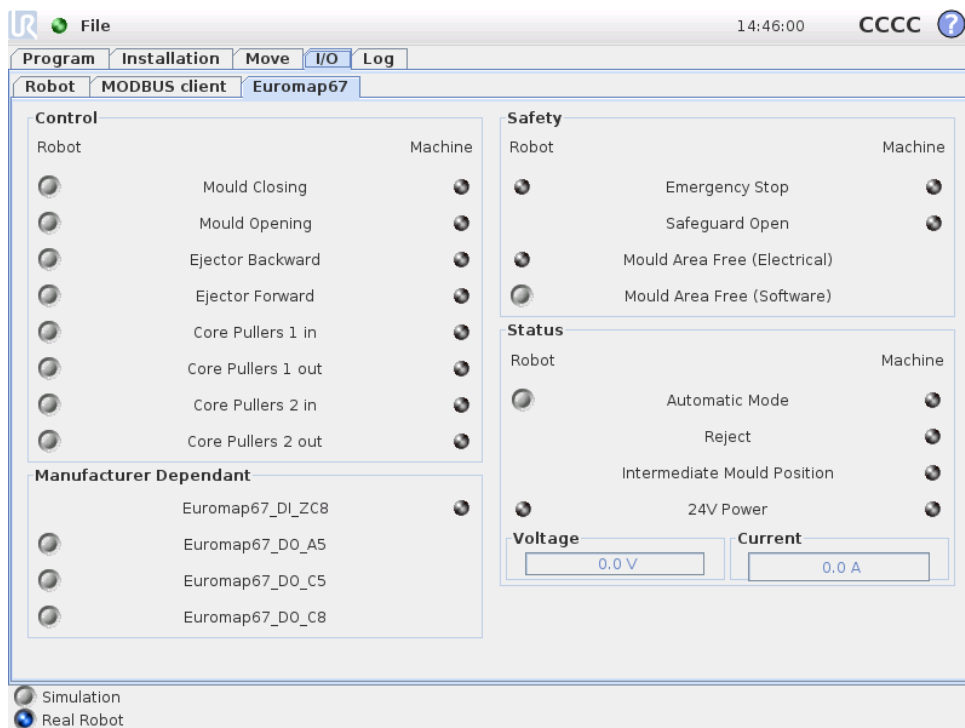 UR File 14:46:00 CCCC ?
Program Installation Move I/O Log
Robot MODBUS client Euromap67
Control
Robot Machine
Mould Closing
Mould Opening
Ejector Backward
Ejector Forward
Core Pullers 1 in
Core Pullers 1 out
Core Pullers 2 in
Core Pullers 2 out
Manufacturer Dependant
Euromap67_DI_ZC8
Euromap67_DO_A5
Euromap67_DO_C5
Euromap67_DO_C8
Safety
Robot Machine
Emergency Stop
Safeguard Open
Mould Area Free (Electrical)
Mould Area Free (Software)
Status
Robot Machine
Automatic Mode
Reject
Intermediate Mould Position
24V Power
Voltage Current
0.0 V 0.0 A
Simulation
Real Robot